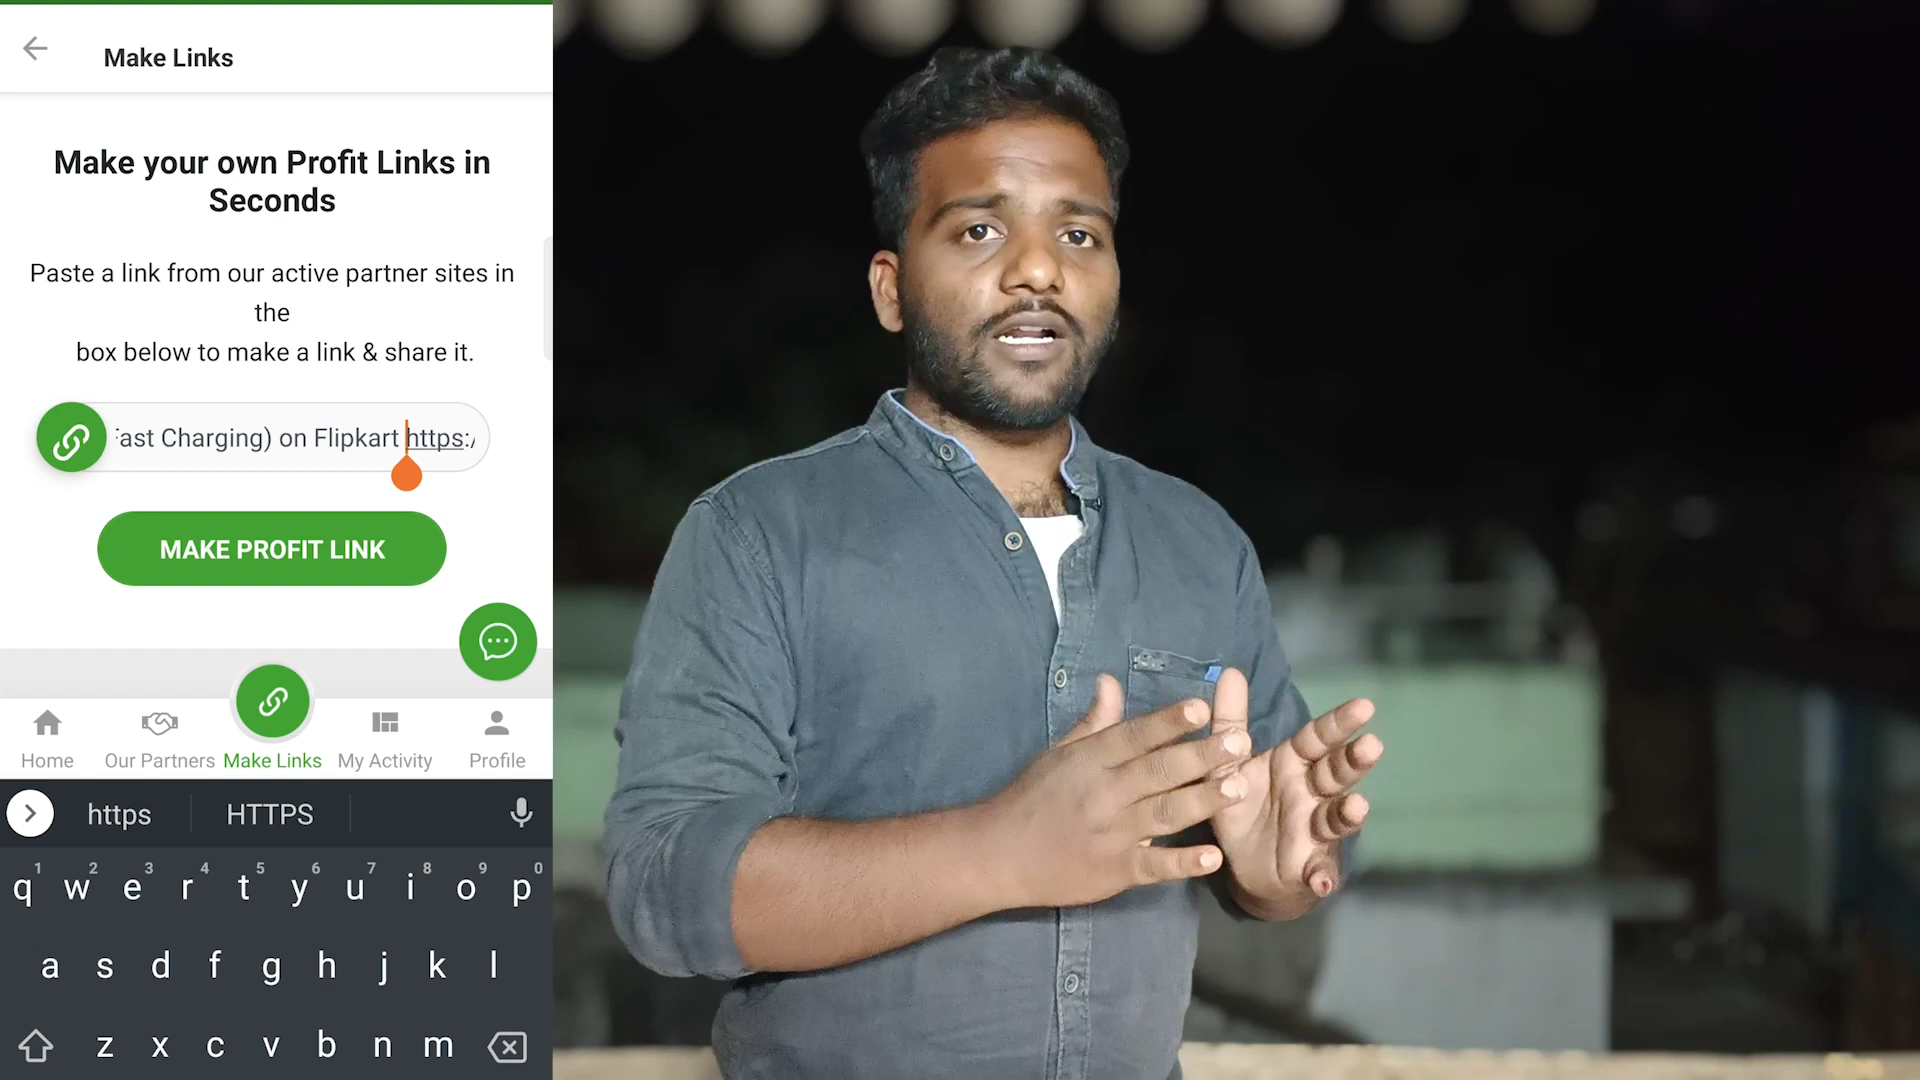 Make Links
Make your own Profit Links in
Seconds
Paste a link from our active partner sites in
the
box below to make a link & share it.
Fast Charging) on Flipkart https:/
MAKE PROFIT LINK
Home
Our Partners
Make Links
My Activity
Profile
https
HTTPS
1 2 3 4 5 6 7 8 9 0
q w e r t y u i o p
a s d f g h j k l
z x c v b n m